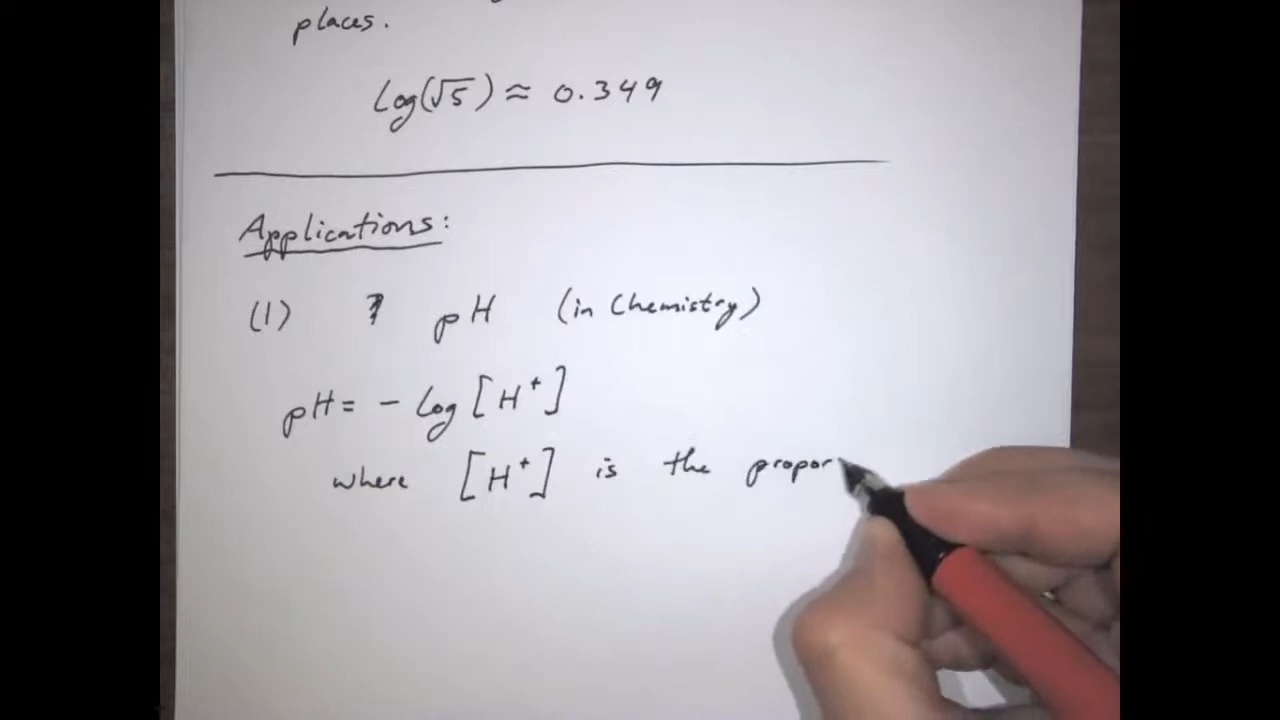 places.
log(√5) ≈ 0.349
Applications:
(1) pH (in Chemistry)
pH = - log [H⁺]
where [H⁺] is the propor